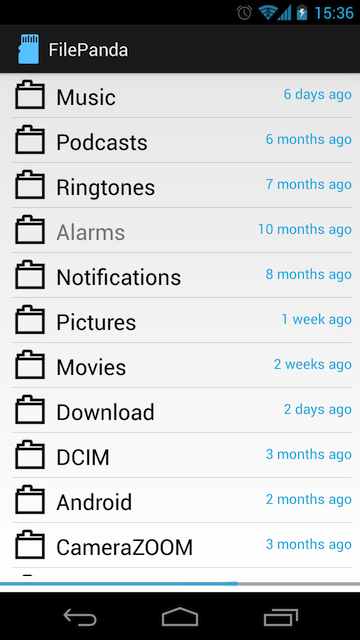 15:36
FilePanda
Music 6 days ago
Podcasts 6 months ago
Ringtones 7 months ago
Alarms 10 months ago
Notifications 8 months ago
Pictures 1 week ago
Movies 2 weeks ago
Download 2 days ago
DCIM 3 months ago
Android 2 months ago
CameraZOOM 3 months ago